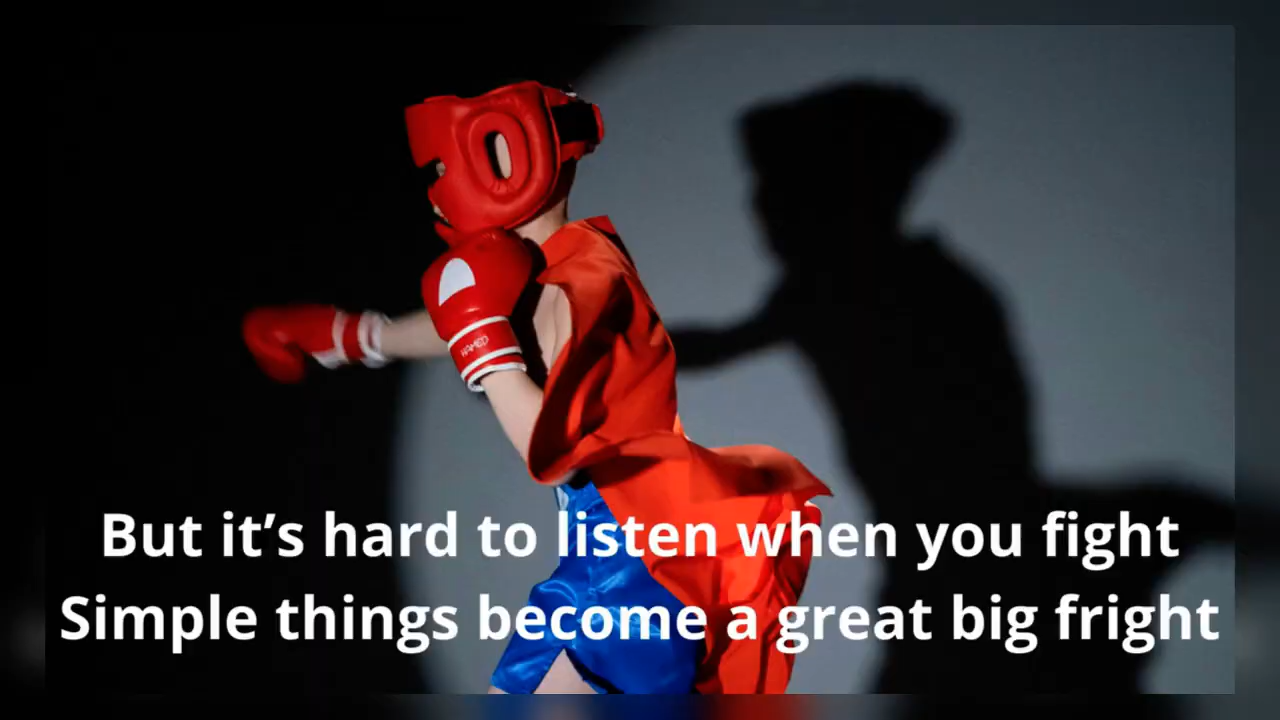 But it’s hard to listen when you fight
Simple things become a great big fright